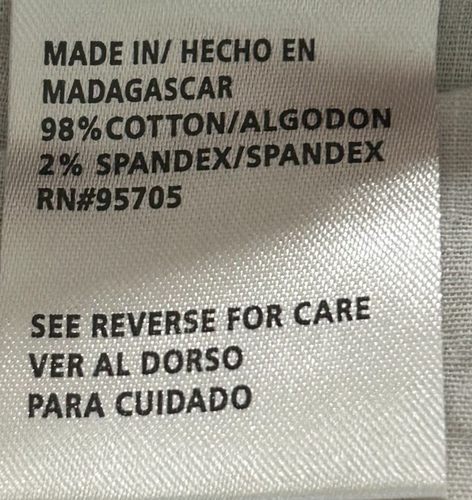 MADE IN/ HECHO EN
MADAGASCAR
98%COTTON/ALGODON
2% SPANDEX/SPANDEX
RN#95705
SEE REVERSE FOR CARE
VER AL DORSO
PARA CUIDADO